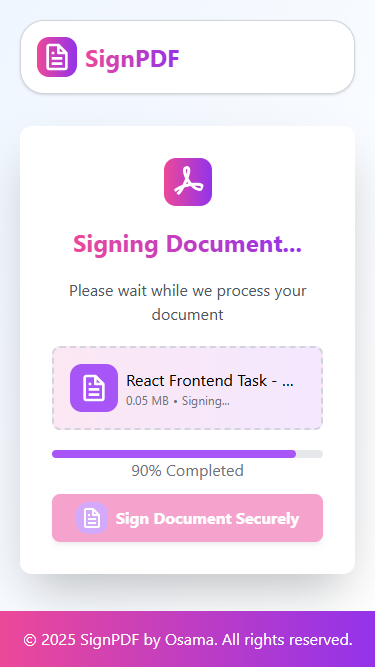 SignPDF
Signing Document...
Please wait while we process your
document
React Frontend Task - ...
0.05 MB • Signing...
90% Completed
Sign Document Securely
© 2025 SignPDF by Osama. All rights reserved.